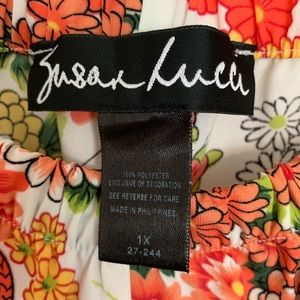 Susan Lucci
100% POLYESTER
EXCLUSIVE OF DECORATION
SEE REVERSE FOR CARE
MADE IN PHILIPPINES
1X
27-244